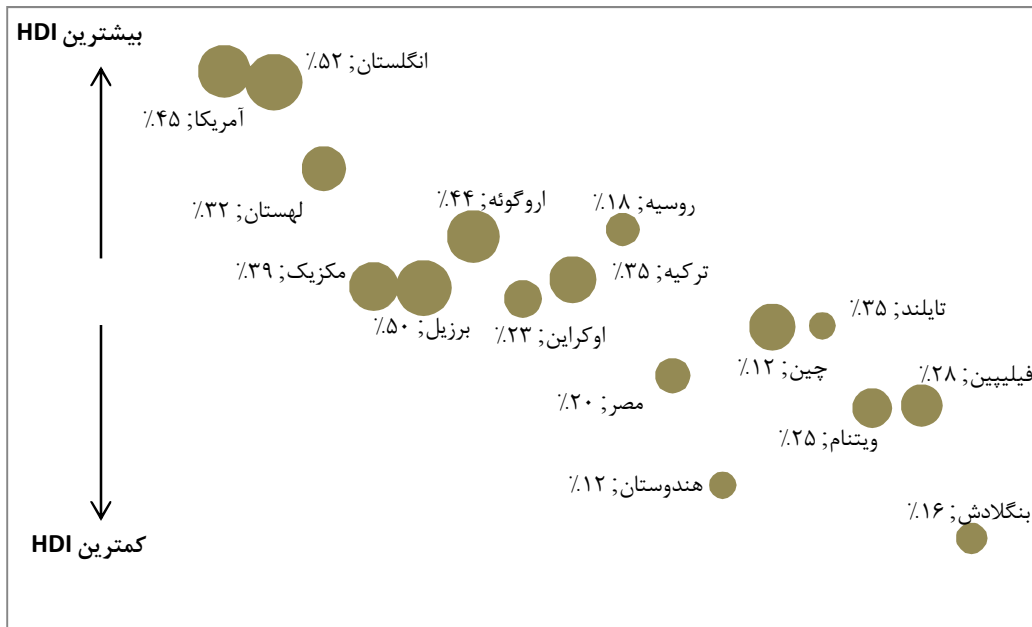 بیشترین HDI
انگلستان; ۵۲٪
آمریکا; ۴۵٪
لهستان; ۳۲٪
اروگوئه; ۴۴٪
روسیه; ۱۸٪
مکزیک; ۳۹٪
ترکیه; ۳۵٪
برزیل; ۵۰٪
اوکراین; ۲۳٪
تایلند; ۳۵٪
چین; ۱۲٪
فیلیپین; ۲۸٪
مصر; ۲۰٪
ویتنام; ۲۵٪
هندوستان; ۱۲٪
بنگلادش; ۱۶٪
کمترین HDI